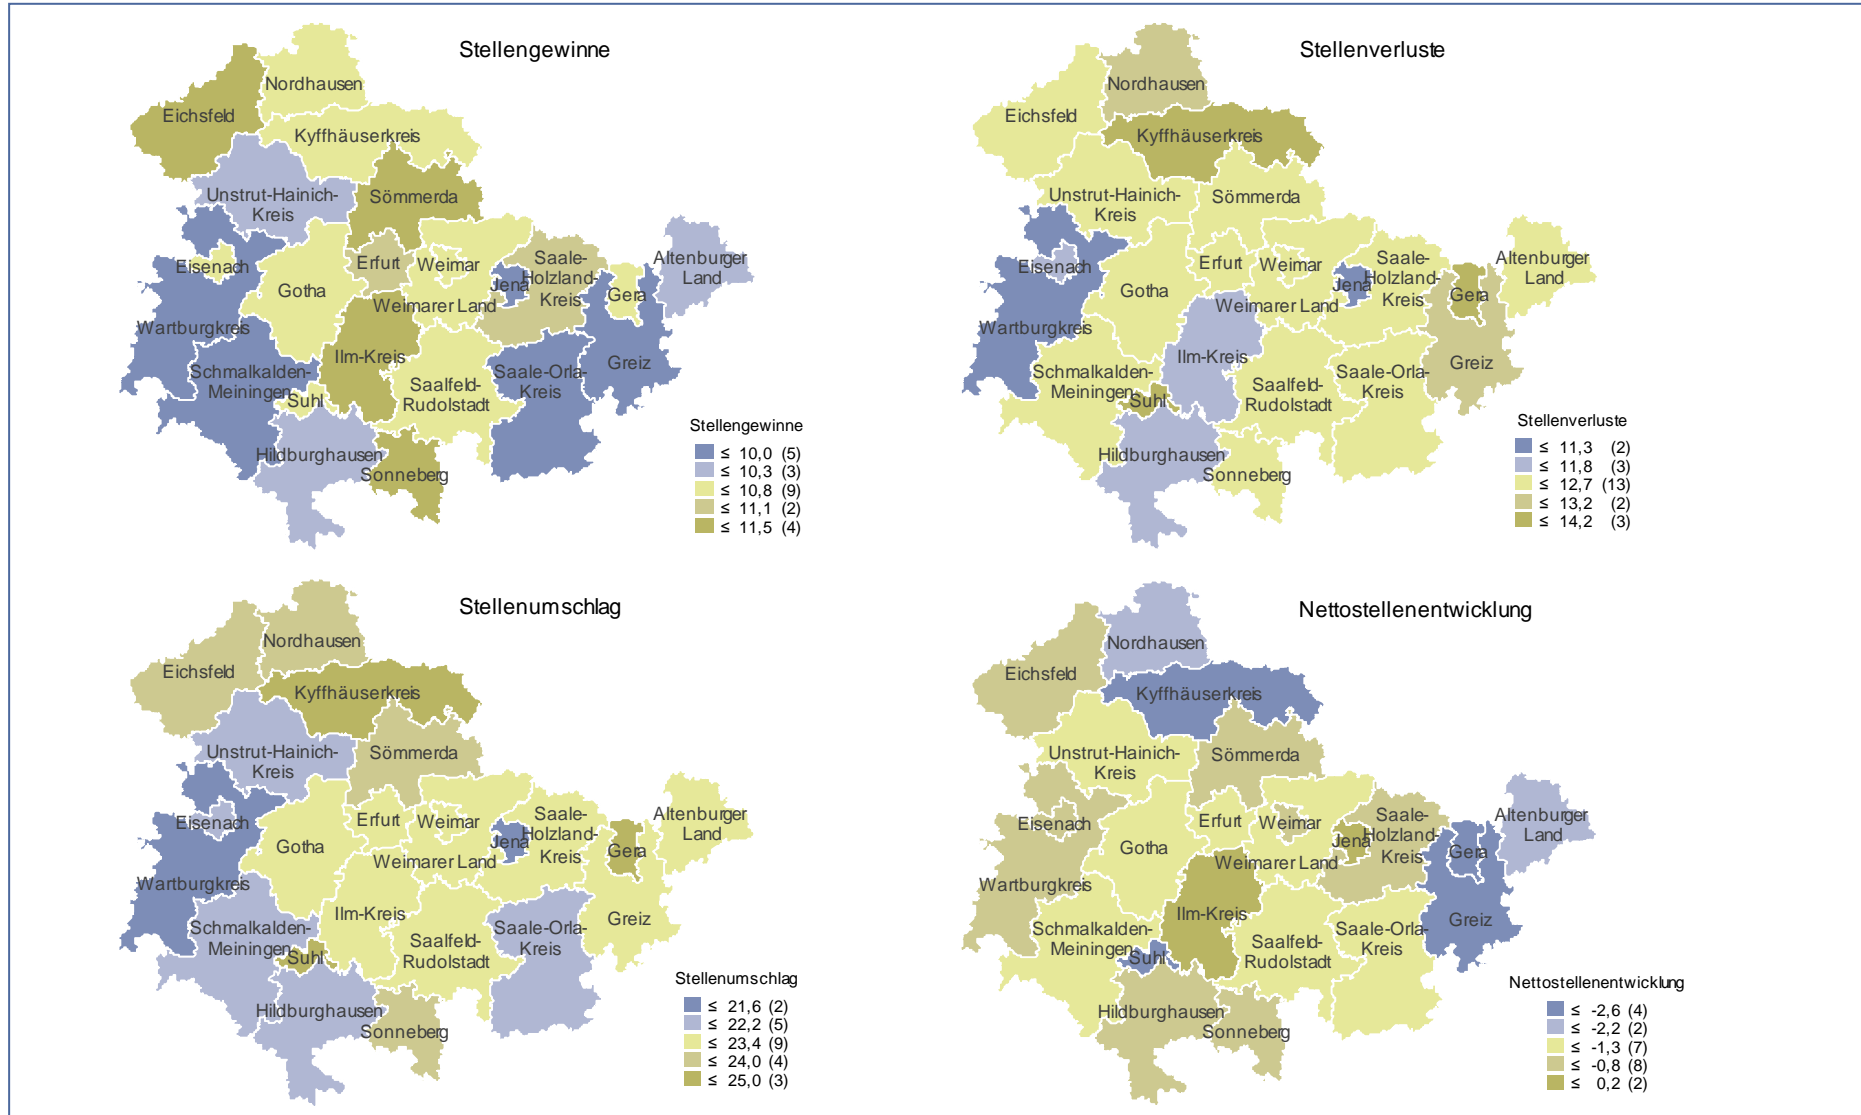 Stellengewinne
Nordhausen
Eichsfeld
Kyffhäuserkreis
Unstrut-Hainich-
Kreis
Sömmerda
Eisenach
Gotha
Erfurt
Weimar
Saale-
Holzland-
Kreis
Jena
Altenburger
Land
Gera
Weimarer Land
Wartburgkreis
Ilm-Kreis
Schmalkalden-
Meiningen
Suhl
Saalfeld-
Rudolstadt
Saale-Orla-
Kreis
Greiz
Hildburghausen
Sonneberg
Stellengewinne
≤ 10,0 (5)
≤ 10,3 (3)
≤ 10,8 (9)
≤ 11,1 (2)
≤ 11,5 (4)
Stellenverluste
Nordhausen
Eichsfeld
Kyffhäuserkreis
Unstrut-Hainich-
Kreis
Sömmerda
Eisenach
Gotha
Erfurt
Weimar
Saale-
Holzland-
Kreis
Jena
Altenburger
Land
Gera
Weimarer Land
Wartburgkreis
Ilm-Kreis
Schmalkalden-
Meiningen
Suhl
Saalfeld-
Rudolstadt
Saale-Orla-
Kreis
Greiz
Hildburghausen
Sonneberg
Stellenverluste
≤ 11,3 (2)
≤ 11,8 (3)
≤ 12,7 (13)
≤ 13,2 (2)
≤ 14,2 (3)
Stellenumschlag
Nordhausen
Eichsfeld
Kyffhäuserkreis
Unstrut-Hainich-
Kreis
Sömmerda
Eisenach
Gotha
Erfurt
Weimar
Saale-
Holzland-
Kreis
Jena
Altenburger
Land
Gera
Weimarer Land
Wartburgkreis
Ilm-Kreis
Schmalkalden-
Meiningen
Suhl
Saalfeld-
Rudolstadt
Saale-Orla-
Kreis
Greiz
Hildburghausen
Sonneberg
Stellenumschlag
≤ 21,6 (2)
≤ 22,2 (5)
≤ 23,4 (9)
≤ 24,0 (4)
≤ 25,0 (3)
Nettostellenentwicklung
Nordhausen
Eichsfeld
Kyffhäuserkreis
Unstrut-Hainich-
Kreis
Sömmerda
Eisenach
Gotha
Erfurt
Weimar
Saale-
Holzland-
Kreis
Jena
Altenburger
Land
Gera
Weimarer Land
Wartburgkreis
Ilm-Kreis
Schmalkalden-
Meiningen
Suhl
Saalfeld-
Rudolstadt
Saale-Orla-
Kreis
Greiz
Hildburghausen
Sonneberg
Nettostellenentwicklung
≤ -2,6 (4)
≤ -2,2 (2)
≤ -1,3 (7)
≤ -0,8 (8)
≤ 0,2 (2)